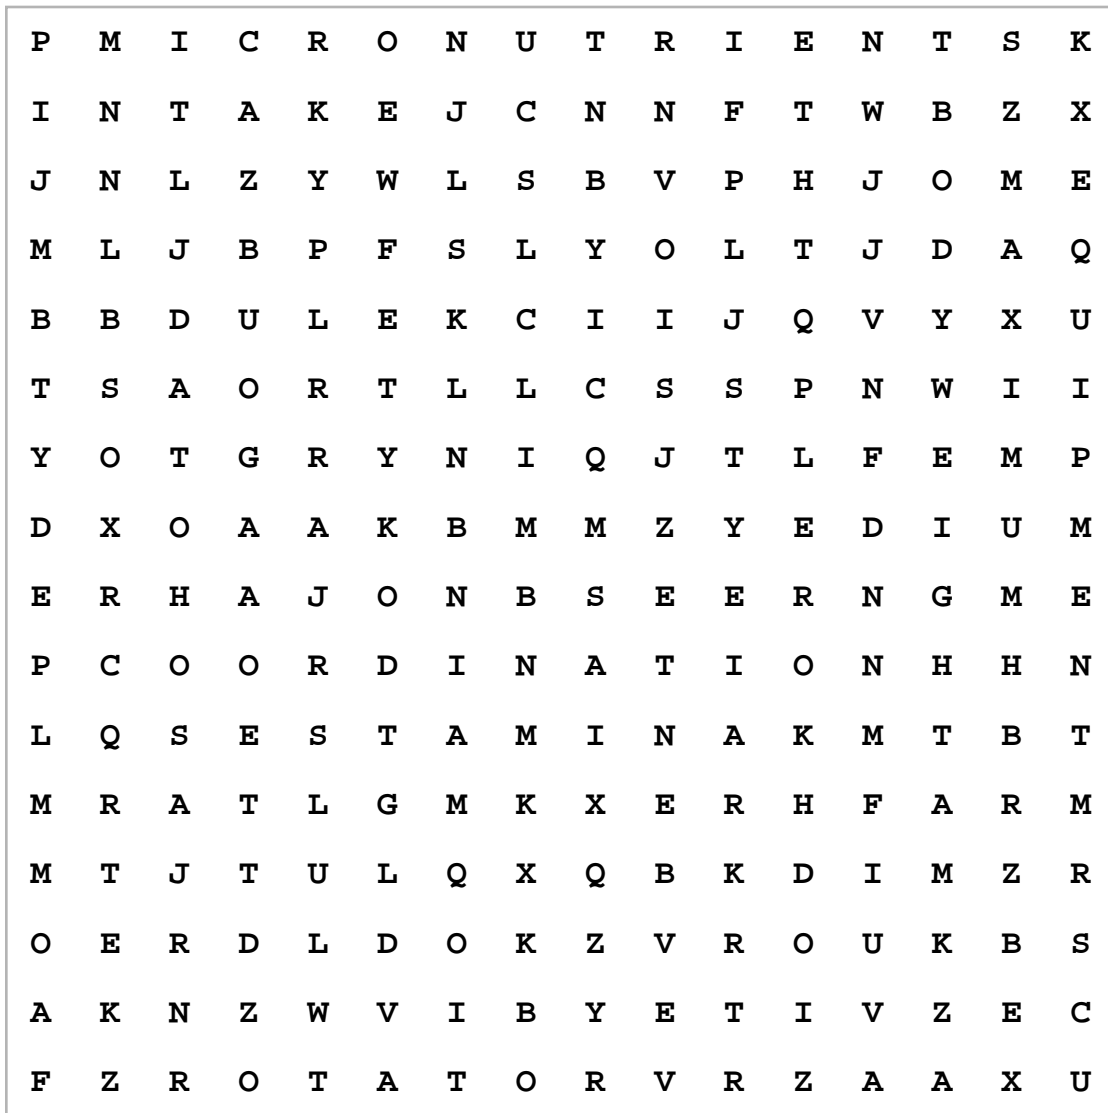 P M I C R O N U T R I E N T S K
I N T A K E J C N N F T W B Z X
J N L Z Y W L S B V P H J O M E
M L J B P F S L Y O L T J D A Q
B B D U L E K C I I J Q V Y X U
T S A O R T L L C S S P N W I I
Y O T G R Y N I Q J T L F E M P
D X O A A K B M M Z Y E D I U M
E R H A J O N B S E E R N G M E
P C O O R D I N A T I O N H H N
L Q S E S T A M I N A K M T B T
M R A T L G M K X E R H F A R M
M T J T U L Q X Q B K D I M Z R
O E R D L D O K Z V R O U K B S
A K N Z W V I B Y E T I V Z E C
F Z R O T A T O R V R Z A A X U